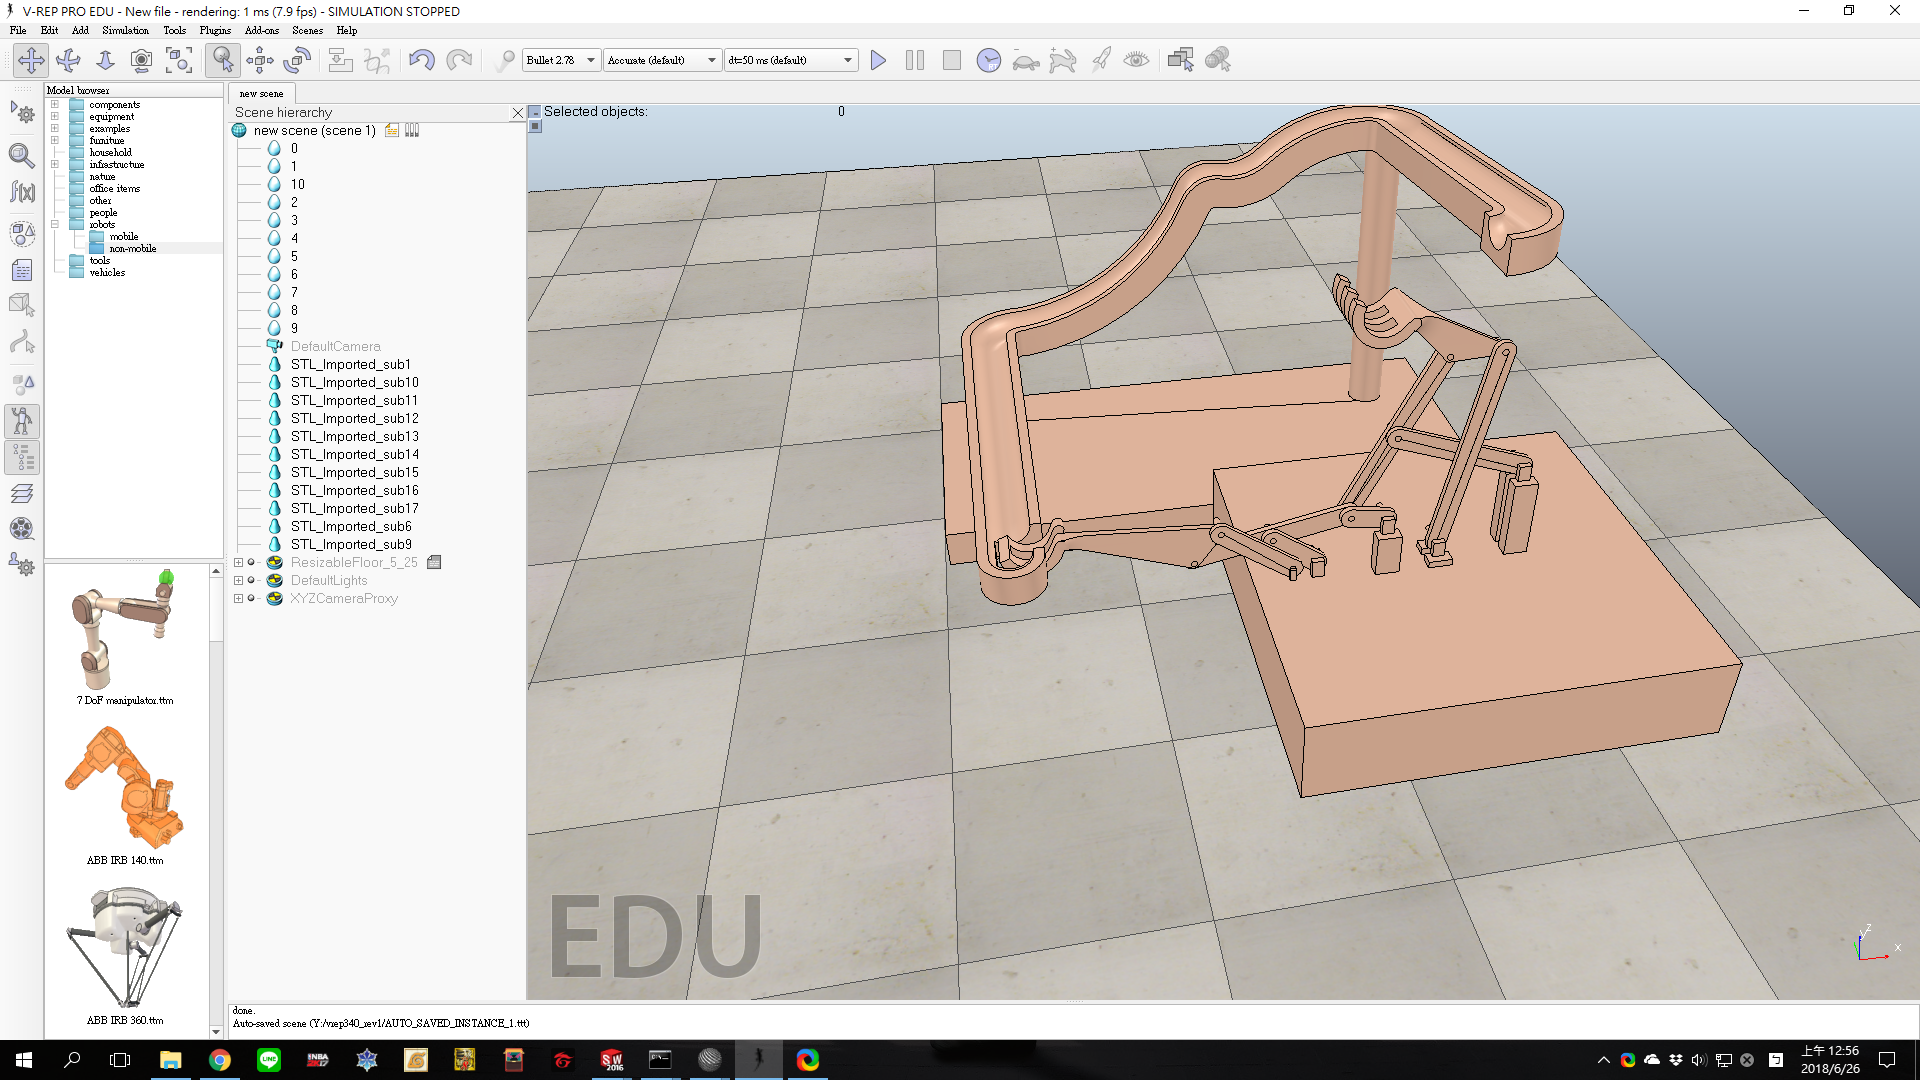 V-REP PRO EDU - New file - rendering: 1 ms (7.9 fps) - SIMULATION STOPPED
File Edit Add Simulation Tools Plugins Add-ons Scenes Help
Bullet 2.78 Accurate (default) dt=50 ms (default)
Model browser
components
equipment
examples
furniture
household
infrastructure
nature
office items
other
people
robots
mobile
non-mobile
tools
vehicles
7 DoF manipulator.ttm
ABB IRB 140.ttm
ABB IRB 360.ttm
new scene
Scene hierarchy
new scene (scene 1)
0
1
10
2
3
4
5
6
7
8
9
DefaultCamera
STL_Imported_sub1
STL_Imported_sub10
STL_Imported_sub11
STL_Imported_sub12
STL_Imported_sub13
STL_Imported_sub14
STL_Imported_sub15
STL_Imported_sub16
STL_Imported_sub17
STL_Imported_sub6
STL_Imported_sub9
ResizableFloor_5_25
DefaultLights
XYZCameraProxy
Selected objects: 0
EDU
z
x
done.
Auto-saved scene (Y:/vrep340_rev1/AUTO_SAVED_INSTANCE_1.ttt)
上午 12:56
2018/6/26